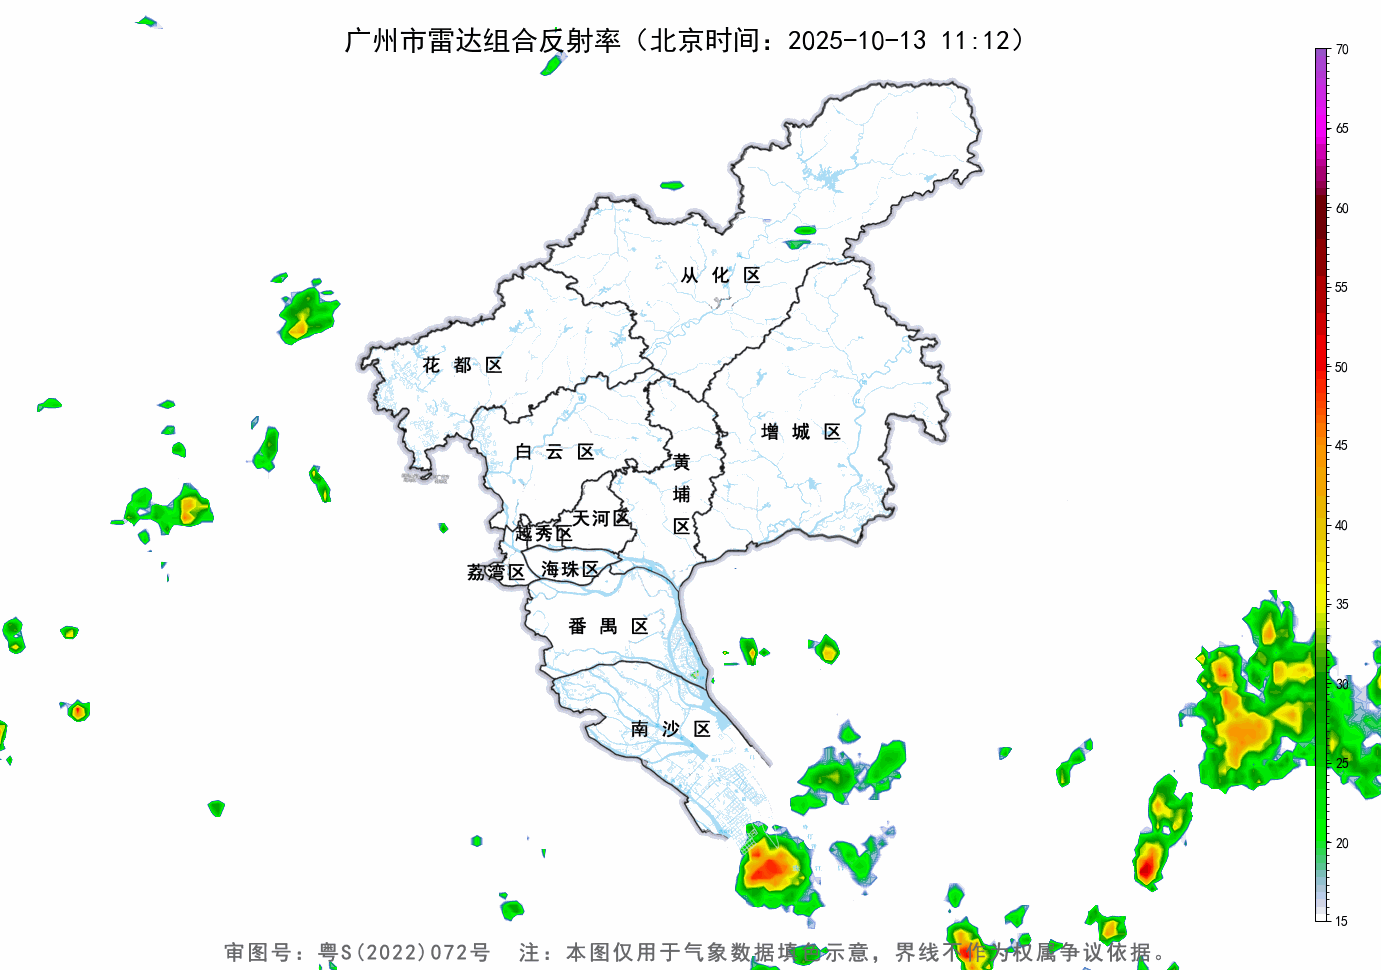 广州市雷达组合反射率（北京时间：2025-10-13 11:12）
70
65
60
55
50
45
40
35
30
25
20
15
从化区
花都区
增城区
白云区
黄埔区
天河区
越秀区
荔湾区
海珠区
番禺区
南沙区
审图号：粤S(2022)072号 注：本图仅用于气象数据填色示意，界线不作为权属争议依据。